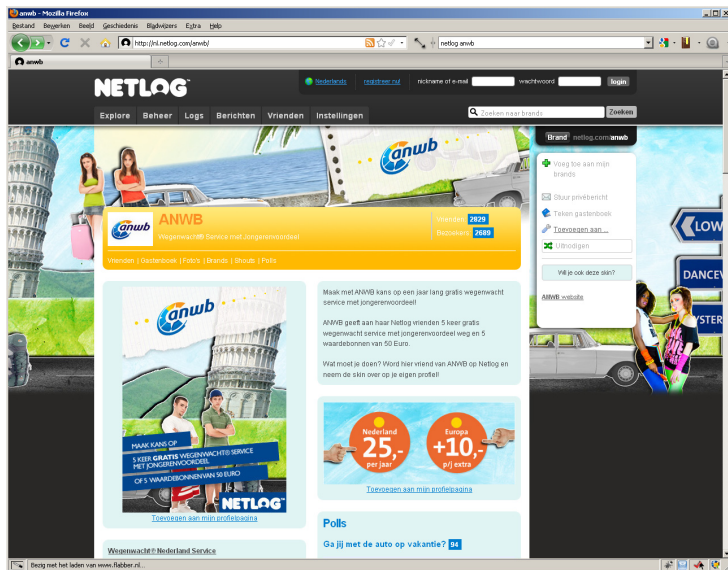 anwb - Mozilla Firefox
Bestand Bewerken Beeld Geschiedenis Bladwijzers Extra Help
http://nl.netlog.com/anwb/
netlog anwb
anwb
NETLOG
Nederlands registreer nu! nickname of e-mail wachtwoord login
Explore Beheer Logs Berichten Vrienden Instellingen
Zoeken naar brands Zoeken
Brand netlog.com/anwb
Voeg toe aan mijn
brands
Stuur privébericht
Teken gastenboek
Toevoegen aan ...
Uitnodigen
Wil je ook deze skin?
ANWB website
anwb
anwb
ANWB
Wegenwacht® Service met Jongerenvoordeel
Vrienden 2829
Bezoekers 2689
Vrienden | Gastenboek | Foto's | Brands | Shouts | Polls
anwb
MAAK KANS OP
5 KEER GRATIS WEGENWACHT® SERVICE
MET JONGERENVOORDEEL
OF 5 WAARDEBONNEN VAN 50 EURO
NETLOG
Toevoegen aan mijn profielpagina
Wegenwacht® Nederland Service
Maak met ANWB kans op een jaar lang gratis wegenwacht
service met jongerenvoordeel!
ANWB geeft aan haar Netlog vrienden 5 keer gratis
wegenwacht service met jongerenvoordeel weg en 5
waardebonnen van 50 Euro.
Wat moet je doen? Word hier vriend van ANWB op Netlog en
neem de skin over op je eigen profiel!
Nederland
25,-
per jaar
Europa
+10,-
p/j extra
Toevoegen aan mijn profielpagina
Polls
Ga jij met de auto op vakantie? 94
LOW
DANCEV
YSTER
Bezig met het laden van www.flabber.nl...